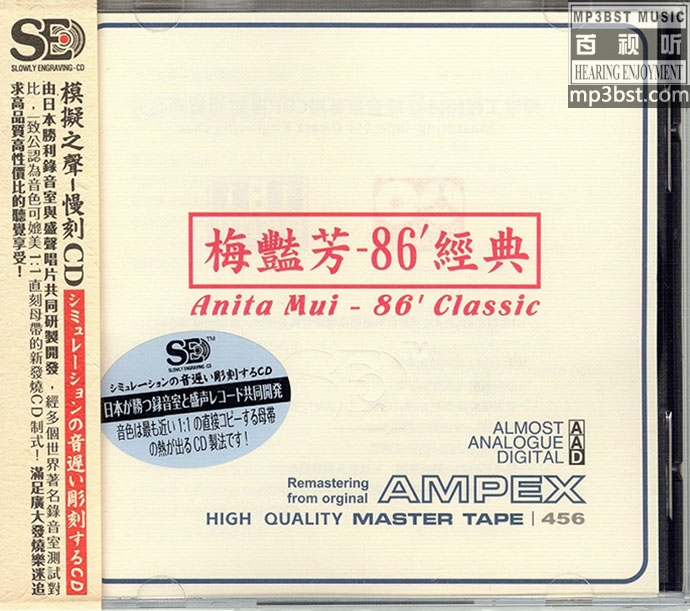 SE
SLOWLY ENGRAVING-CD
模擬之聲-慢刻CD
シミュレーションの音遅い彫刻するCD
由日本勝利錄音室與盛聲唱片共同研製開發,經多個世界著名錄音室測試對
比,一致公認為音色可媲美1:1直刻母帶的新發燒CD制式!滿足廣大發燒樂迷追
求高品質高性價比的聽覺享受!
MP3BST MUSIC
百视听
HEARING ENJOYMENT
mp3bst.com
梅豔芳-86'經典
Anita Mui - 86' Classic
SE™
SLOWLY ENGRAVING-CD
シミュレーションの音遅い彫刻するCD
日本が勝つ録音室と盛声レコード共同開発
音色は最も近い1:1の直接コピーする母帯
の熱が出るCD製法です!
ALMOST A
ANALOGUE A
DIGITAL D
Remastering
from orginal
AMPEX
HIGH QUALITY MASTER TAPE | 456